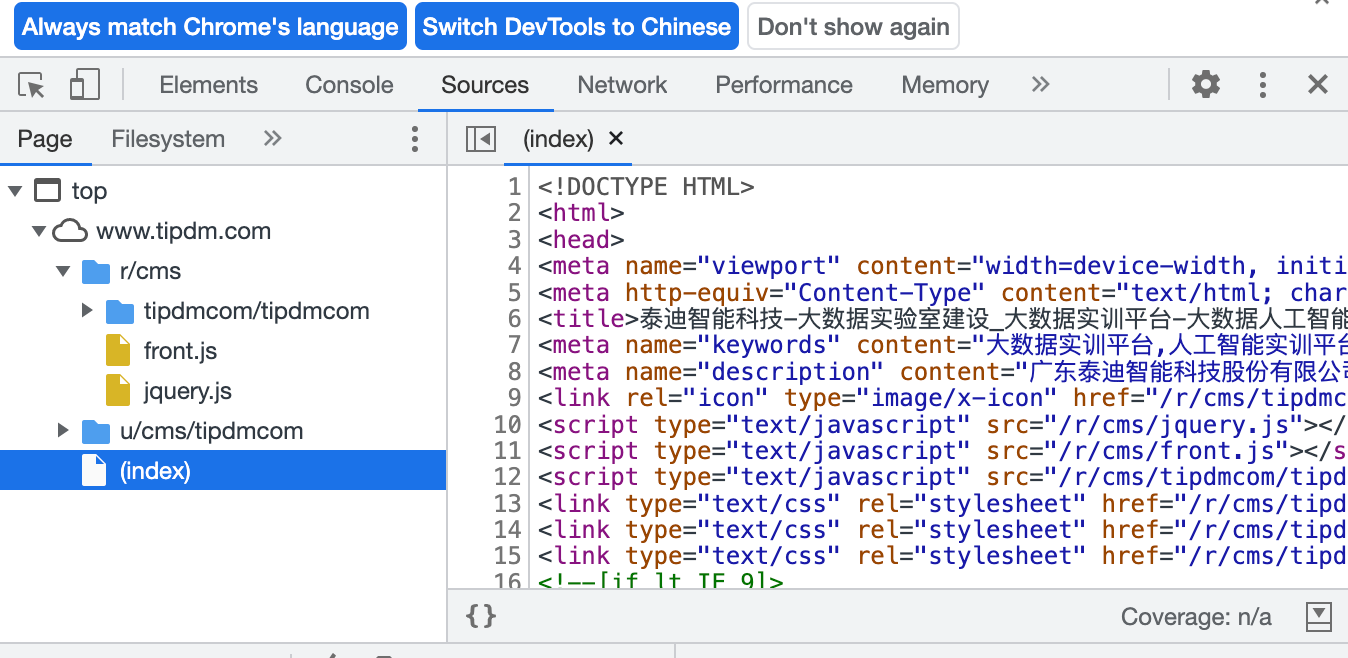 Always match Chrome's language Switch DevTools to Chinese Don't show again
Elements Console Sources Network Performance Memory
Page Filesystem
(index)
top
www.tipdm.com
r/cms
tipdmcom/tipdmcom
front.js
jquery.js
u/cms/tipdmcom
(index)
1 <!DOCTYPE HTML>
2 <html>
3 <head>
4 <meta name="viewport" content="width=device-width, initi
5 <meta http-equiv="Content-Type" content="text/html; char
6 <title>泰迪智能科技-大数据实验室建设_大数据实训平台-大数据人工智能
7 <meta name="keywords" content="大数据实训平台,人工智能实训平台
8 <meta name="description" content="广东泰迪智能科技股份有限公司
9 <link rel="icon" type="image/x-icon" href="/r/cms/tipdmc
10 <script type="text/javascript" src="/r/cms/jquery.js"></
11 <script type="text/javascript" src="/r/cms/front.js"></s
12 <script type="text/javascript" src="/r/cms/tipdmcom/tipd
13 <link type="text/css" rel="stylesheet" href="/r/cms/tipd
14 <link type="text/css" rel="stylesheet" href="/r/cms/tipd
15 <link type="text/css" rel="stylesheet" href="/r/cms/tipd
16 <!--[if lt IE 9]>
{} Coverage: n/a